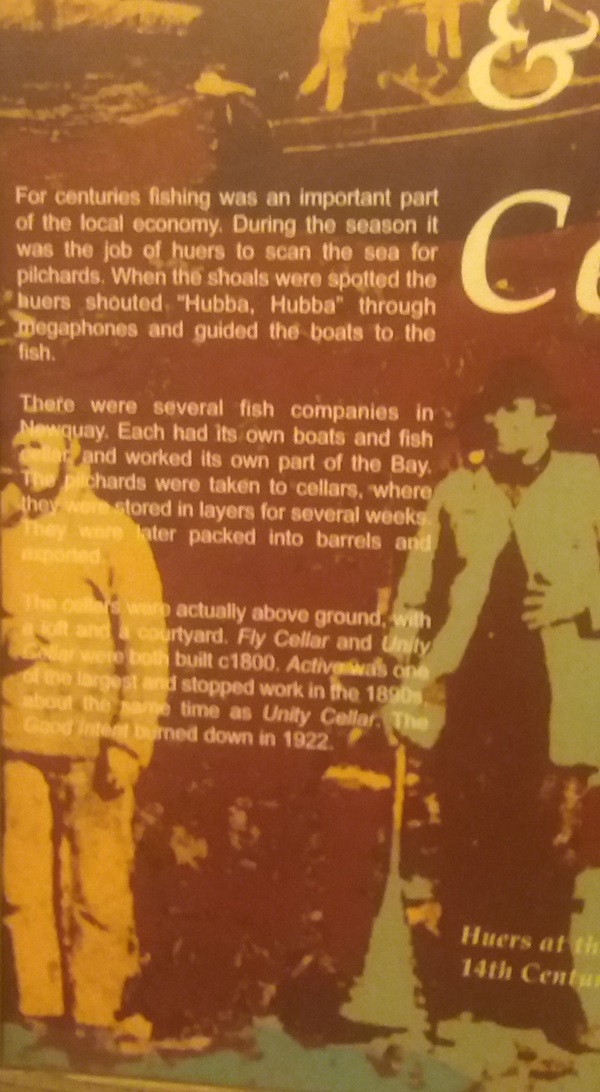 &
For centuries fishing was an important part
of the local economy. During the season it
was the job of huers to scan the sea for
pilchards. When the shoals were spotted the
huers shouted "Hubba, Hubba" through
megaphones and guided the boats to the
fish.
There were several fish companies in
Newquay. Each had its own boats and fish
cellar and worked its own part of the Bay.
The pilchards were taken to cellars, where
they were stored in layers for several weeks.
They were later packed into barrels and
exported.
The cellars were actually above ground, with
a loft and a courtyard. Fly Cellar and Unity
Cellar were both built c1800. Active was one
of the largest and stopped work in the 1890s,
about the same time as Unity Cellar. The
Good Intent burned down in 1922.
Huers at
14th